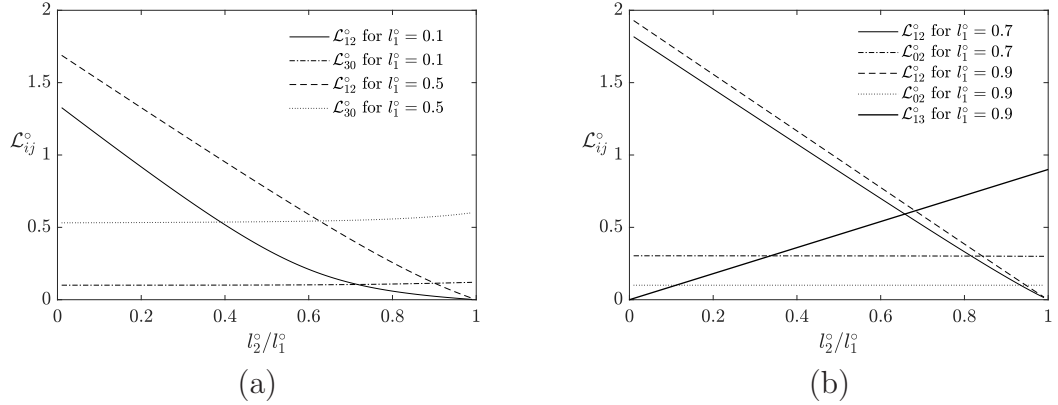 2
1.5
1
0.5
0
ℒ°ij
0 0.2 0.4 0.6 0.8 1
l°2/l°1
ℒ°12 for l°1 = 0.1
ℒ°30 for l°1 = 0.1
ℒ°12 for l°1 = 0.5
ℒ°30 for l°1 = 0.5
(a)
2
1.5
1
0.5
0
ℒ°ij
0 0.2 0.4 0.6 0.8 1
l°2/l°1
ℒ°12 for l°1 = 0.7
ℒ°02 for l°1 = 0.7
ℒ°12 for l°1 = 0.9
ℒ°02 for l°1 = 0.9
ℒ°13 for l°1 = 0.9
(b)